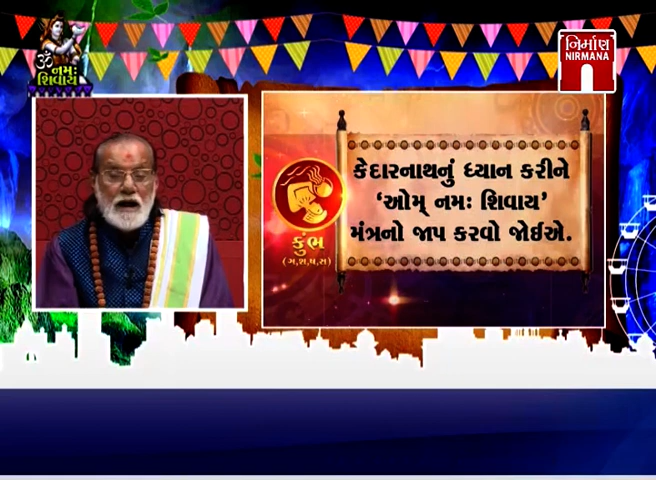 ॐ
નમઃ
શિવાય
નિર્માણ
NIRMANA
કેદારનાથનું ધ્યાન કરીને
‘ઓમ્ નમઃ શિવાય’
મંત્રનો જાપ કરવો જોઈએ.
કુંભ
(ગ,શ,ષ,સ)